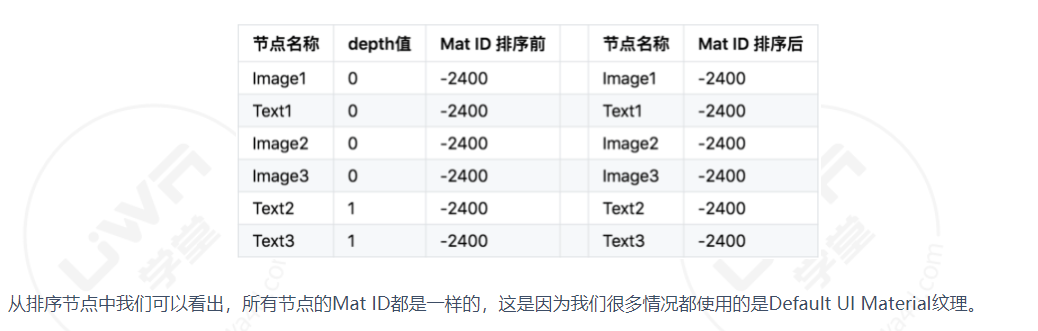 节点名称 depth值 Mat ID 排序前 节点名称 Mat ID 排序后
Image1 0 -2400 Image1 -2400
Text1 0 -2400 Text1 -2400
Image2 0 -2400 Image2 -2400
Image3 0 -2400 Image3 -2400
Text2 1 -2400 Text2 -2400
Text3 1 -2400 Text3 -2400
从排序节点中我们可以看出，所有节点的Mat ID都是一样的，这是因为我们很多情况都使用的是Default UI Material纹理。
UWA
学堂
UWA
学堂